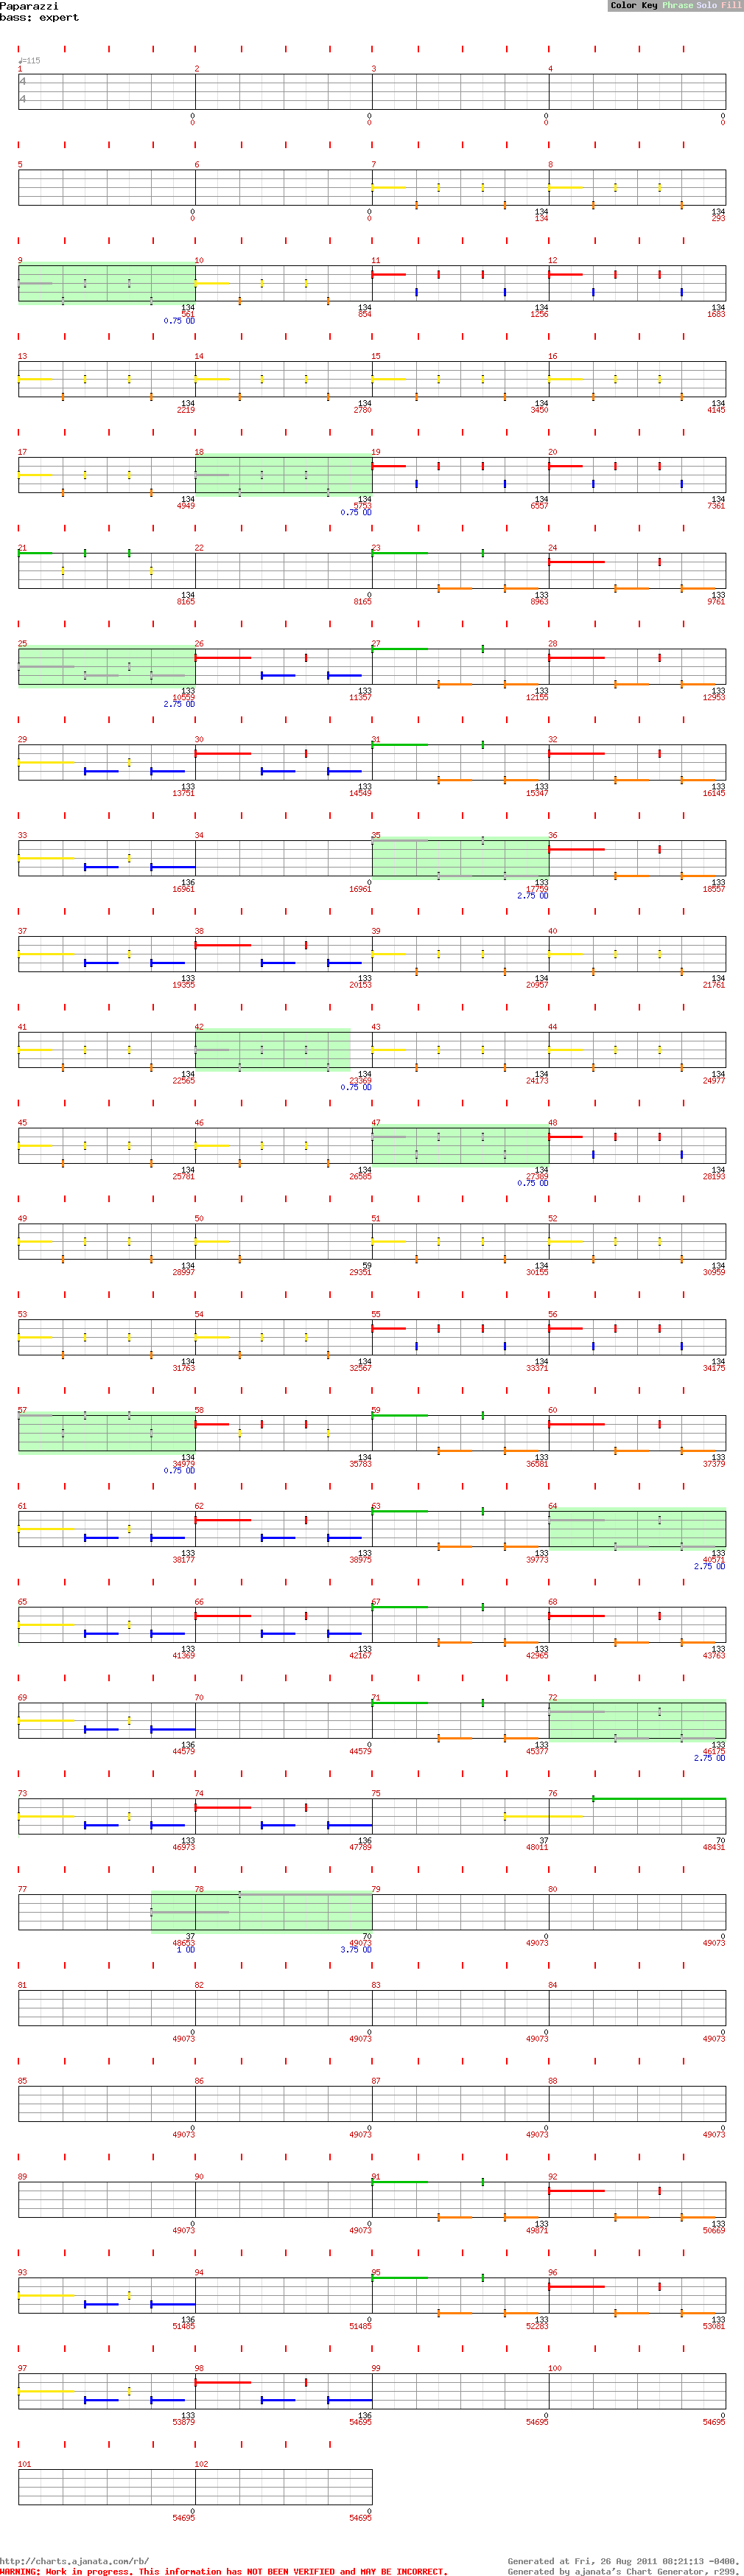 Paparazzi
Color Key Phrase Solo Fill
bass: expert
♩=115
1 2 3 4
4
4
0 0 0 0
0 0 0 0
5 6 7 8
0 0 134 134
0 0 134 293
9 10 11 12
134 134 134 134
561 854 1256 1683
0.75 OD
13 14 15 16
134 134 134 134
2219 2780 3450 4145
17 18 19 20
134 134 134 134
4949 5753 6557 7361
0.75 OD
21 22 23 24
134 0 133 133
8165 8165 8963 9761
25 26 27 28
133 133 133 133
10559 11357 12155 12953
2.75 OD
29 30 31 32
133 133 133 133
13751 14549 15347 16145
33 34 35 36
136 0 133 133
16961 16961 17759 18557
2.75 OD
37 38 39 40
133 133 134 134
19355 20153 20957 21761
41 42 43 44
134 134 134 134
22565 23369 24173 24977
0.75 OD
45 46 47 48
134 134 134 134
25781 26585 27389 28193
0.75 OD
49 50 51 52
134 59 134 134
28997 29351 30155 30959
53 54 55 56
134 134 134 134
31763 32567 33371 34175
57 58 59 60
134 134 133 133
34979 35783 36581 37379
0.75 OD
61 62 63 64
133 133 133 133
38177 38975 39773 40571
2.75 OD
65 66 67 68
133 133 133 133
41369 42167 42965 43763
69 70 71 72
136 0 133 133
44579 44579 45377 46175
2.75 OD
73 74 75 76
133 136 37 70
46973 47789 48011 48431
77 78 79 80
37 70 0 0
48653 49073 49073 49073
1 OD 3.75 OD
81 82 83 84
0 0 0 0
49073 49073 49073 49073
85 86 87 88
0 0 0 0
49073 49073 49073 49073
89 90 91 92
0 0 133 133
49073 49073 49871 50669
93 94 95 96
136 0 133 133
51485 51485 52283 53081
97 98 99 100
133 136 0 0
53879 54695 54695 54695
101 102
0 0
54695 54695
http://charts.ajanata.com/rb/
Generated at Fri, 26 Aug 2011 08:21:13 -0400.
WARNING: Work in progress. This information has NOT BEEN VERIFIED and MAY BE INCORRECT.
Generated by ajanata's Chart Generator, r299.